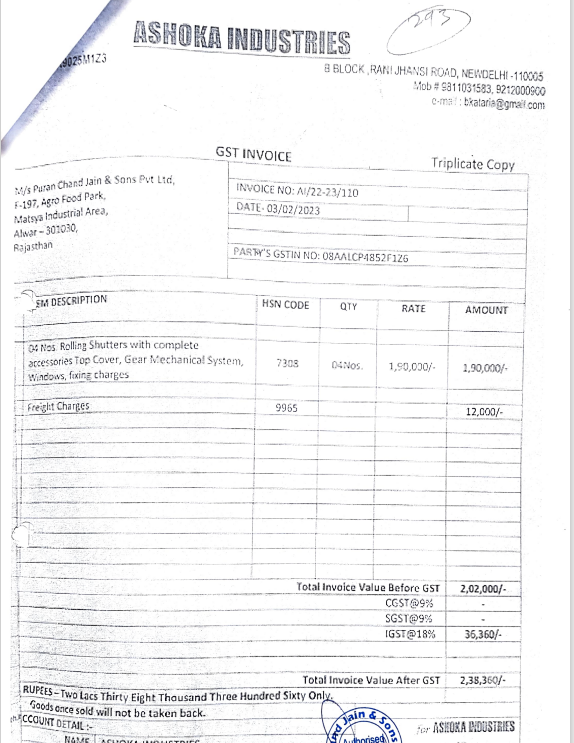 293
ASHOKA INDUSTRIES
9025M1Z3
B BLOCK ,RANI JHANSI ROAD, NEWDELHI -110005
Mob # 9811031583, 9212000900
e-mail : bkataria@gmail.com
GST INVOICE
Triplicate Copy
M/s Puran Chand Jain & Sons Pvt Ltd,
F-197, Agro Food Park,
Matsya Industrial Area,
Alwar – 301030,
Rajasthan
INVOICE NO: AI/22-23/110
DATE- 03/02/2023
PARTY'S GSTIN NO: 08AALCP4852F1Z6
EM DESCRIPTION HSN CODE QTY RATE AMOUNT
04 Nos. Rolling Shutters with complete
accessories Top Cover, Gear Mechanical System, 7308 04Nos. 1,90,000/- 1,90,000/-
Windows, fixing charges
Freight Charges 9965 12,000/-
Total Invoice Value Before GST 2,02,000/-
CGST@9% -
SGST@9% -
IGST@18% 36,360/-
Total Invoice Value After GST 2,38,360/-
RUPEES – Two Lacs Thirty Eight Thousand Three Hundred Sixty Only.
Goods once sold will not be taken back.
CCOUNT DETAIL :-
NAME ASHOKA INDUSTRIES
nd Jain & Sons
Authorised
for ASHOKA INDUSTRIES